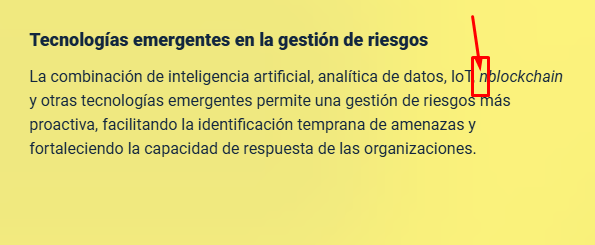 Tecnologías emergentes en la gestión de riesgos
La combinación de inteligencia artificial, analítica de datos, IoT nblockchain
y otras tecnologías emergentes permite una gestión de riesgos más
proactiva, facilitando la identificación temprana de amenazas y
fortaleciendo la capacidad de respuesta de las organizaciones.